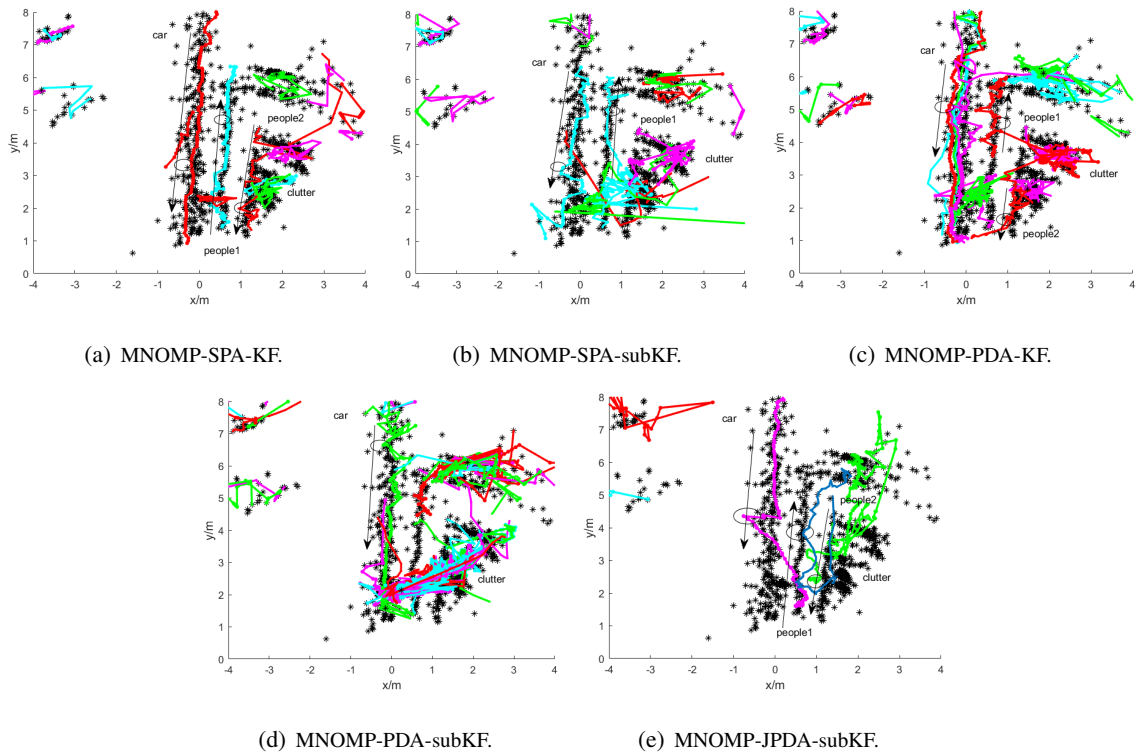 8
7
6
5
4
3
2
1
0
y/m
car
people2
clutter
people1
-4 -3 -2 -1 0 1 2 3 4
x/m
(a) MNOMP-SPA-KF.
8
7
6
5
4
3
2
1
0
y/m
car
people1
clutter
-4 -3 -2 -1 0 1 2 3 4
x/m
(b) MNOMP-SPA-subKF.
8
7
6
5
4
3
2
1
0
y/m
car
people1
clutter
people2
-4 -3 -2 -1 0 1 2 3 4
x/m
(c) MNOMP-PDA-KF.
8
7
6
5
4
3
2
1
0
y/m
car
clutter
-4 -3 -2 -1 0 1 2 3 4
x/m
(d) MNOMP-PDA-subKF.
8
7
6
5
4
3
2
1
0
y/m
car
people2
clutter
people1
-4 -3 -2 -1 0 1 2 3 4
x/m
(e) MNOMP-JPDA-subKF.